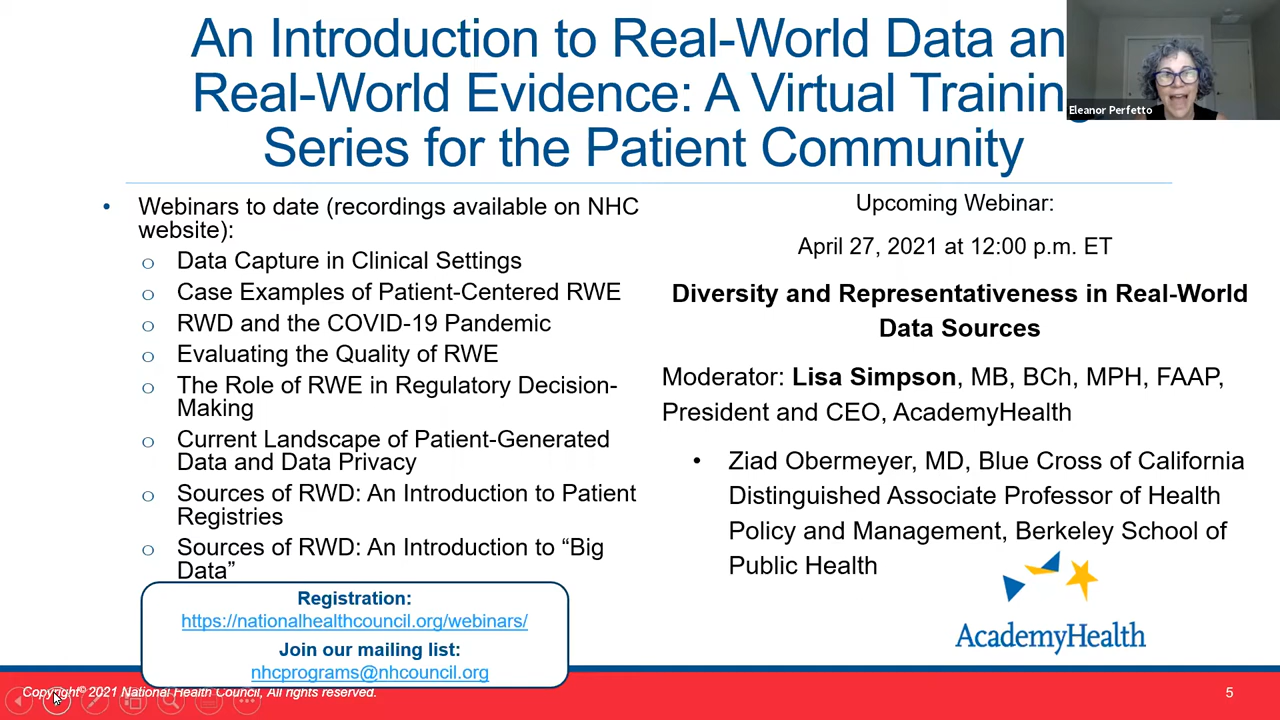 An Introduction to Real-World Data an
Real-World Evidence: A Virtual Training
Series for the Patient Community
Eleanor Perfetto
• Webinars to date (recordings available on NHC
website):
o Data Capture in Clinical Settings
o Case Examples of Patient-Centered RWE
o RWD and the COVID-19 Pandemic
o Evaluating the Quality of RWE
o The Role of RWE in Regulatory Decision-
Making
o Current Landscape of Patient-Generated
Data and Data Privacy
o Sources of RWD: An Introduction to Patient
Registries
o Sources of RWD: An Introduction to “Big
Data”
Registration:
https://nationalhealthcouncil.org/webinars/
Join our mailing list:
nhcprograms@nhcouncil.org
Upcoming Webinar:
April 27, 2021 at 12:00 p.m. ET
Diversity and Representativeness in Real-World
Data Sources
Moderator: Lisa Simpson, MB, BCh, MPH, FAAP,
President and CEO, AcademyHealth
• Ziad Obermeyer, MD, Blue Cross of California
Distinguished Associate Professor of Health
Policy and Management, Berkeley School of
Public Health
AcademyHealth
Copyright© 2021 National Health Council, All rights reserved.
5